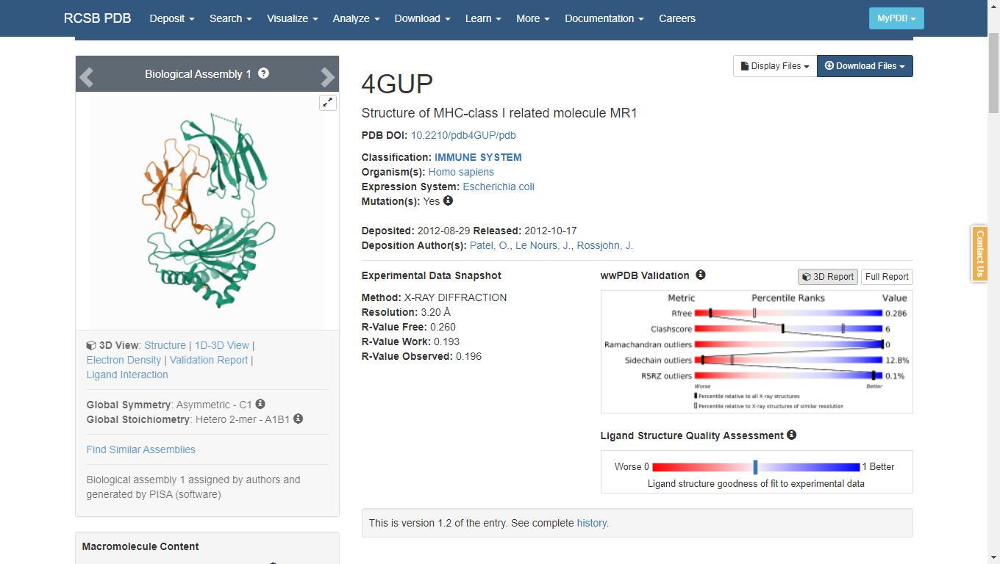 RCSB PDB Deposit Search Visualize Analyze Download Learn More Documentation Careers MyPDB
Biological Assembly 1
3D View: Structure | 1D-3D View |
Electron Density | Validation Report |
Ligand Interaction
Global Symmetry: Asymmetric - C1
Global Stoichiometry: Hetero 2-mer - A1B1
Find Similar Assemblies
Biological assembly 1 assigned by authors and
generated by PISA (software)
Macromolecule Content
Display Files Download Files
4GUP
Structure of MHC-class I related molecule MR1
PDB DOI: 10.2210/pdb4GUP/pdb
Classification: IMMUNE SYSTEM
Organism(s): Homo sapiens
Expression System: Escherichia coli
Mutation(s): Yes
Deposited: 2012-08-29 Released: 2012-10-17
Deposition Author(s): Patel, O., Le Nours, J., Rossjohn, J.
Experimental Data Snapshot
Method: X-RAY DIFFRACTION
Resolution: 3.20 Å
R-Value Free: 0.260
R-Value Work: 0.193
R-Value Observed: 0.196
wwPDB Validation 3D Report Full Report
Metric Percentile Ranks Value
Rfree 0.286
Clashscore 6
Ramachandran outliers 0
Sidechain outliers 12.8%
RSRZ outliers 0.1%
Worse Better
Percentile relative to all X-ray structures
Percentile relative to X-ray structures of similar resolution
Ligand Structure Quality Assessment
Worse 0 1 Better
Ligand structure goodness of fit to experimental data
This is version 1.2 of the entry. See complete history.
Contact Us